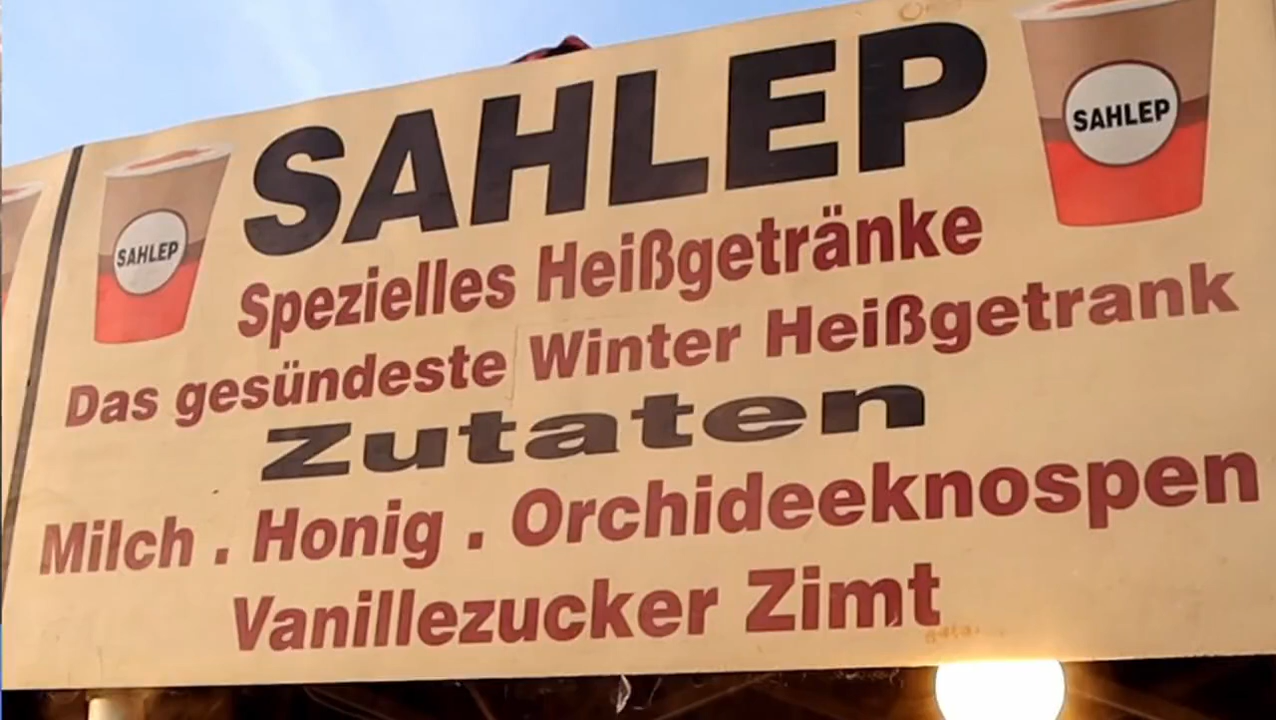 SAHLEP
SAHLEP
SAHLEP
Spezielles Heißgetränke
Das gesündeste Winter Heißgetrank
Zutaten
Milch . Honig . Orchideeknospen
Vanillezucker Zimt